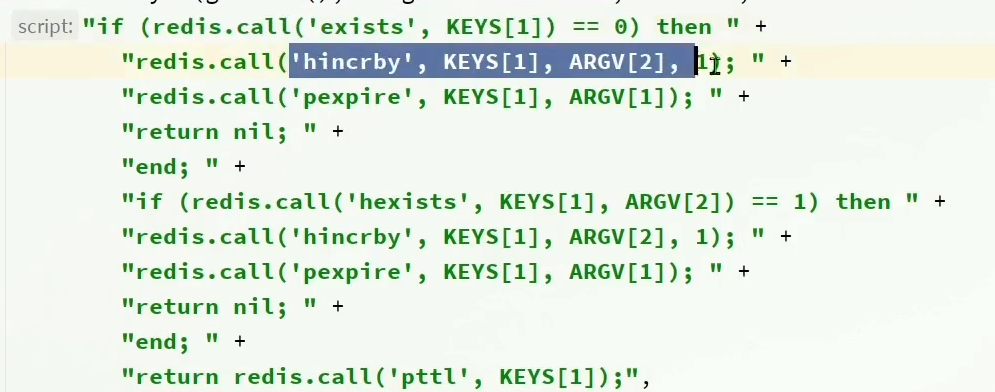 script: "if (redis.call('exists', KEYS[1]) == 0) then " +
"redis.call('hincrby', KEYS[1], ARGV[2], 1); " +
"redis.call('pexpire', KEYS[1], ARGV[1]); " +
"return nil; " +
"end; " +
"if (redis.call('hexists', KEYS[1], ARGV[2]) == 1) then " +
"redis.call('hincrby', KEYS[1], ARGV[2], 1); " +
"redis.call('pexpire', KEYS[1], ARGV[1]); " +
"return nil; " +
"end; " +
"return redis.call('pttl', KEYS[1]);",